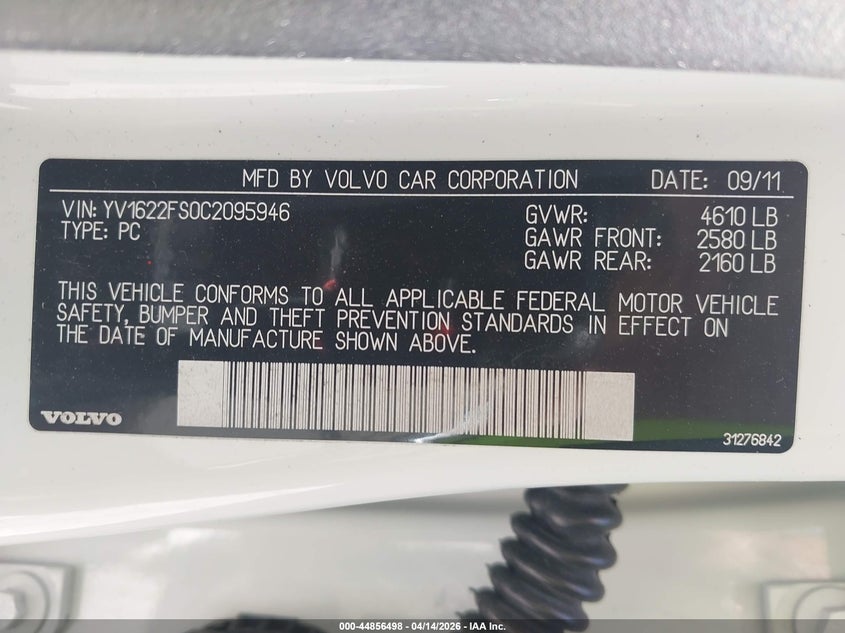 MFD BY VOLVO CAR CORPORATION DATE: 09/11
VIN: YV1622FS0C2095946 GVWR: 4610 LB
TYPE: PC GAWR FRONT: 2580 LB
GAWR REAR: 2160 LB
THIS VEHICLE CONFORMS TO ALL APPLICABLE FEDERAL MOTOR VEHICLE
SAFETY, BUMPER AND THEFT PREVENTION STANDARDS IN EFFECT ON
THE DATE OF MANUFACTURE SHOWN ABOVE.
VOLVO
31276842
000-44856498 - 04/14/2026 - IAA Inc.